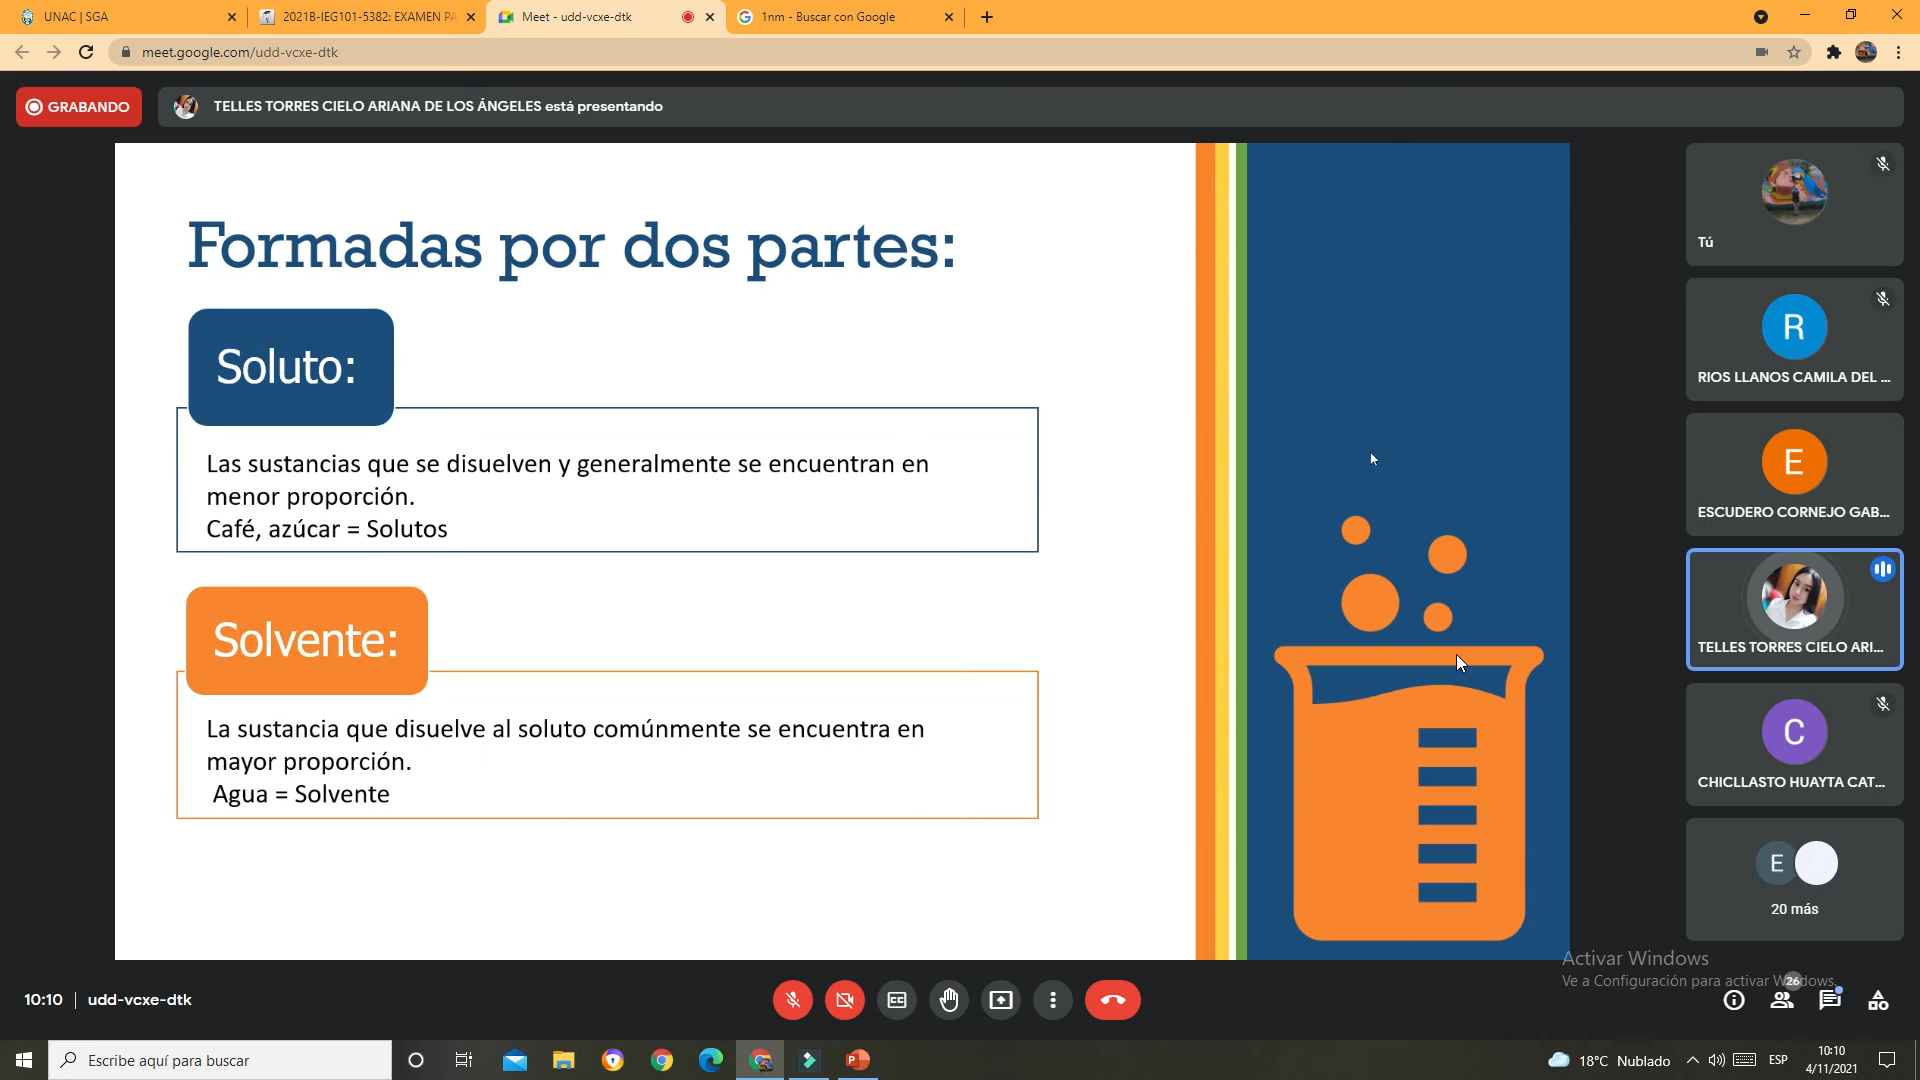 UNAC | SGA
2021B-IEG101-5382: EXAMEN PA
Meet - udd-vcxe-dtk
1nm - Buscar con Google
meet.google.com/udd-vcxe-dtk
GRABANDO
TELLES TORRES CIELO ARIANA DE LOS ÁNGELES está presentando
Formadas por dos partes:
Soluto:
Las sustancias que se disuelven y generalmente se encuentran en
menor proporción.
Café, azúcar = Solutos
Solvente:
La sustancia que disuelve al soluto comúnmente se encuentra en
mayor proporción.
Agua = Solvente
Tú
R
RIOS LLANOS CAMILA DEL ...
E
ESCUDERO CORNEJO GAB...
TELLES TORRES CIELO ARI...
C
CHICLLASTO HUAYTA CAT...
E
20 más
Activar Windows
Ve a Configuración para activar Windows.
26
10:10 | udd-vcxe-dtk
Escribe aquí para buscar
18°C Nublado
ESP
10:10
4/11/2021